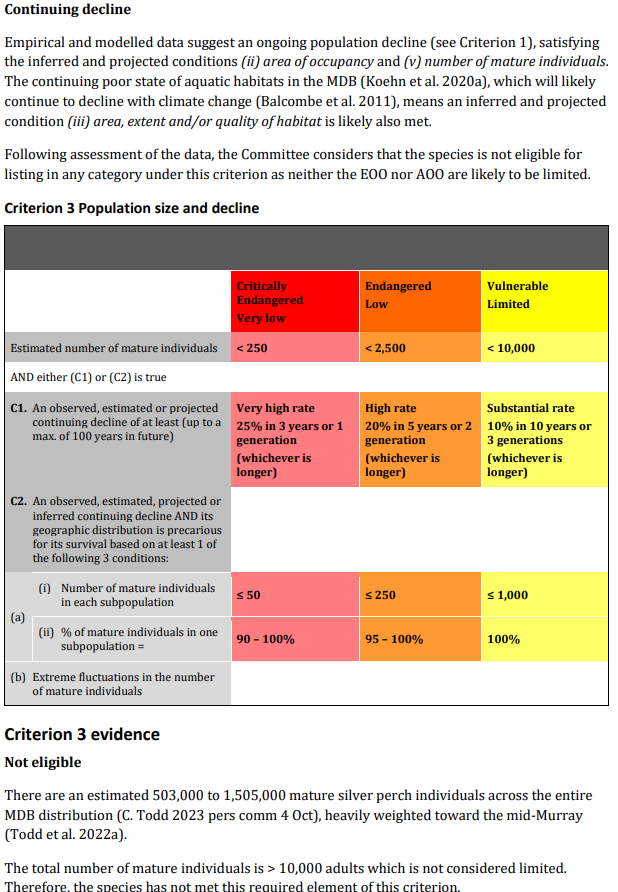 Continuing decline
Empirical and modelled data suggest an ongoing population decline (see Criterion 1), satisfying
the inferred and projected conditions (ii) area of occupancy and (v) number of mature individuals.
The continuing poor state of aquatic habitats in the MDB (Koehn et al. 2020a), which will likely
continue to decline with climate change (Balcombe et al. 2011), means an inferred and projected
condition (iii) area, extent and/or quality of habitat is likely also met.
Following assessment of the data, the Committee considers that the species is not eligible for
listing in any category under this criterion as neither the EOO nor AOO are likely to be limited.
Criterion 3 Population size and decline
Critically
Endangered
Very low
Endangered
Low
Vulnerable
Limited
Estimated number of mature individuals
< 250
< 2,500
< 10,000
AND either (C1) or (C2) is true
C1. An observed, estimated or projected
continuing decline of at least (up to a
max. of 100 years in future)
Very high rate
25% in 3 years or 1
generation
(whichever is
longer)
High rate
20% in 5 years or 2
generation
(whichever is
longer)
Substantial rate
10% in 10 years or
3 generations
(whichever is
longer)
C2. An observed, estimated, projected or
inferred continuing decline AND its
geographic distribution is precarious
for its survival based on at least 1 of
the following 3 conditions:
(a)
(i) Number of mature individuals
in each subpopulation
≤ 50
≤ 250
≤ 1,000
(ii) % of mature individuals in one
subpopulation =
90 – 100%
95 – 100%
100%
(b) Extreme fluctuations in the number
of mature individuals
Criterion 3 evidence
Not eligible
There are an estimated 503,000 to 1,505,000 mature silver perch individuals across the entire
MDB distribution (C. Todd 2023 pers comm 4 Oct), heavily weighted toward the mid-Murray
(Todd et al. 2022a).
The total number of mature individuals is > 10,000 adults which is not considered limited.
Therefore, the species has not met this required element of this criterion.